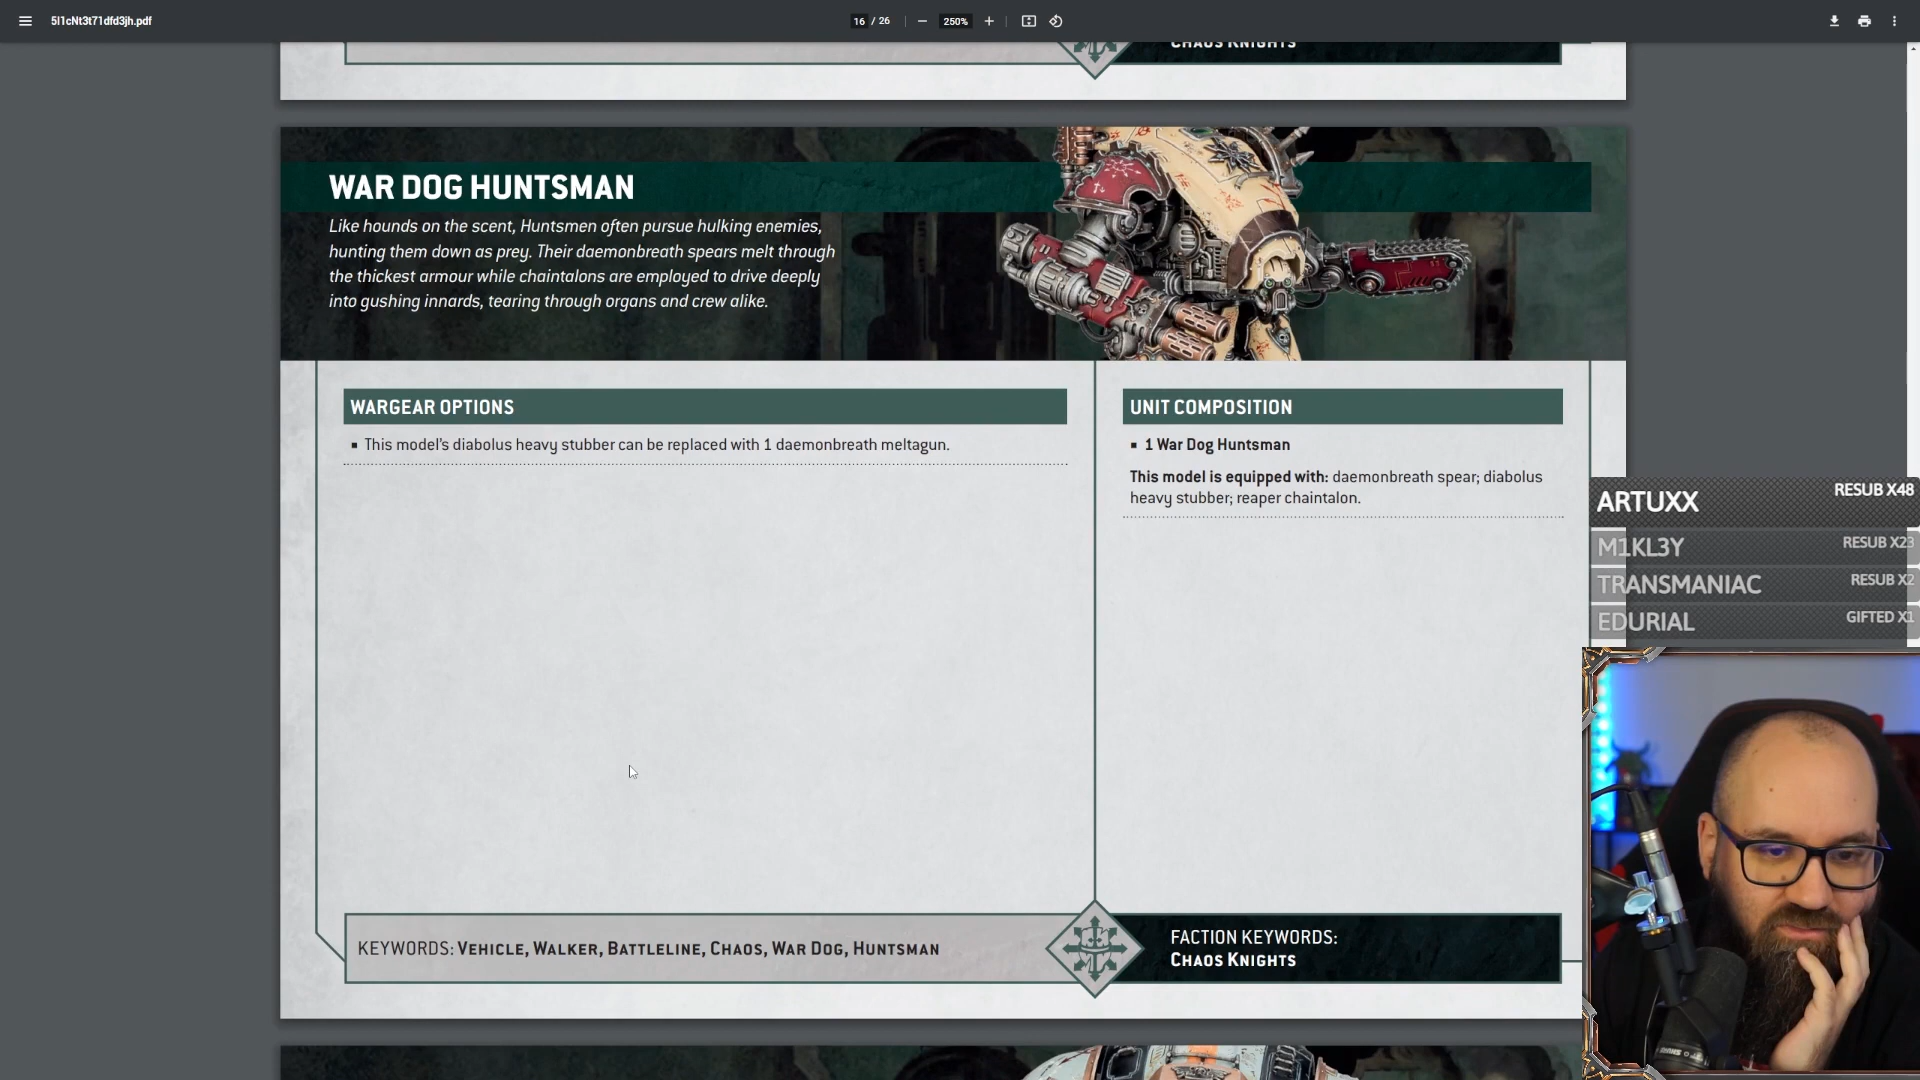 5I1cNt3t71dfd3jh.pdf
16 / 26
250%
CHAOS KNIGHTS
WAR DOG HUNTSMAN
Like hounds on the scent, Huntsmen often pursue hulking enemies,
hunting them down as prey. Their daemonbreath spears melt through
the thickest armour while chaintalons are employed to drive deeply
into gushing innards, tearing through organs and crew alike.
WARGEAR OPTIONS
▪ This model's diabolus heavy stubber can be replaced with 1 daemonbreath meltagun.
UNIT COMPOSITION
▪ 1 War Dog Huntsman
This model is equipped with: daemonbreath spear; diabolus
heavy stubber; reaper chaintalon.
KEYWORDS: VEHICLE, WALKER, BATTLELINE, CHAOS, WAR DOG, HUNTSMAN
FACTION KEYWORDS:
CHAOS KNIGHTS
ARTUXX RESUB X48
M1KL3Y RESUB X23
TRANSMANIAC RESUB X2
EDURIAL GIFTED X1